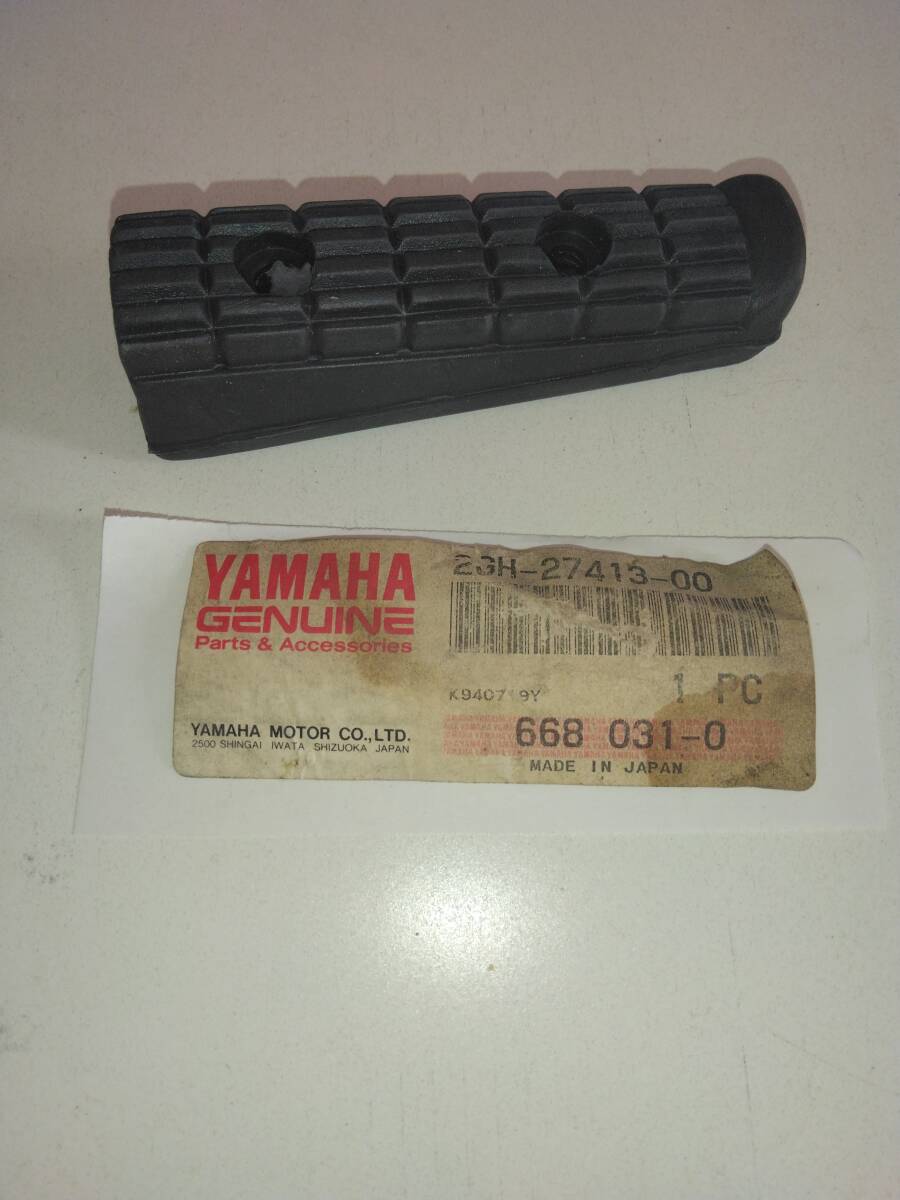 YAMAHA
GENUINE
Parts & Accessories
YAMAHA MOTOR CO.,LTD.
2500 SHINGAI IWATA SHIZUOKA JAPAN
2GH-27413-00
1 PC
668 031-0
MADE IN JAPAN